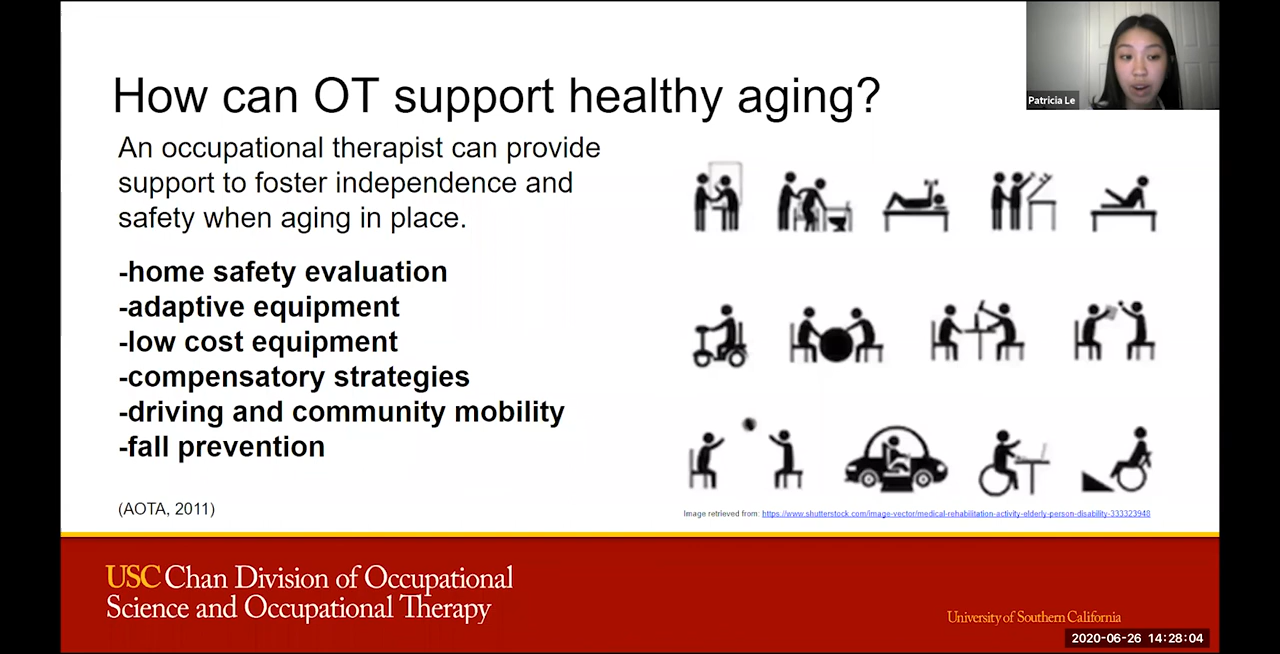 How can OT support healthy aging?
Patricia Le
An occupational therapist can provide
support to foster independence and
safety when aging in place.
-home safety evaluation
-adaptive equipment
-low cost equipment
-compensatory strategies
-driving and community mobility
-fall prevention
(AOTA, 2011)
Image retrieved from: https://www.shutterstock.com/image-vector/medical-rehabilitation-activity-elderly-person-disability-333323948
USC Chan Division of Occupational
Science and Occupational Therapy
University of Southern California
2020-06-26 14:28:04